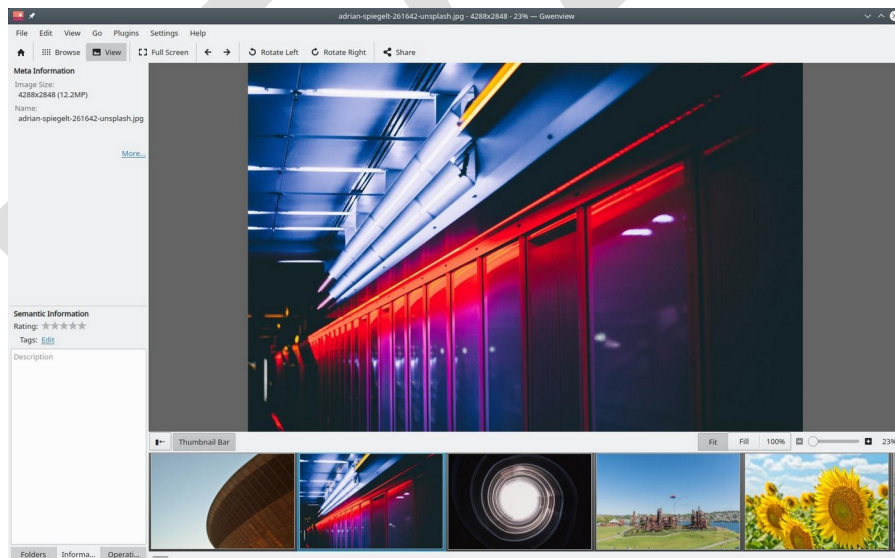 adrian-spiegelt-261642-unsplash.jpg - 4288x2848 - 23% — Gwenview
File Edit View Go Plugins Settings Help
Browse View Full Screen Rotate Left Rotate Right Share
Meta Information
Image Size:
4288x2848 (12.2MP)
Name:
adrian-spiegelt-261642-unsplash.jpg
More...
Semantic Information
Rating:
Tags: Edit
Description
Thumbnail Bar Fit Fill 100% 23%
Folders Informa... Operati...